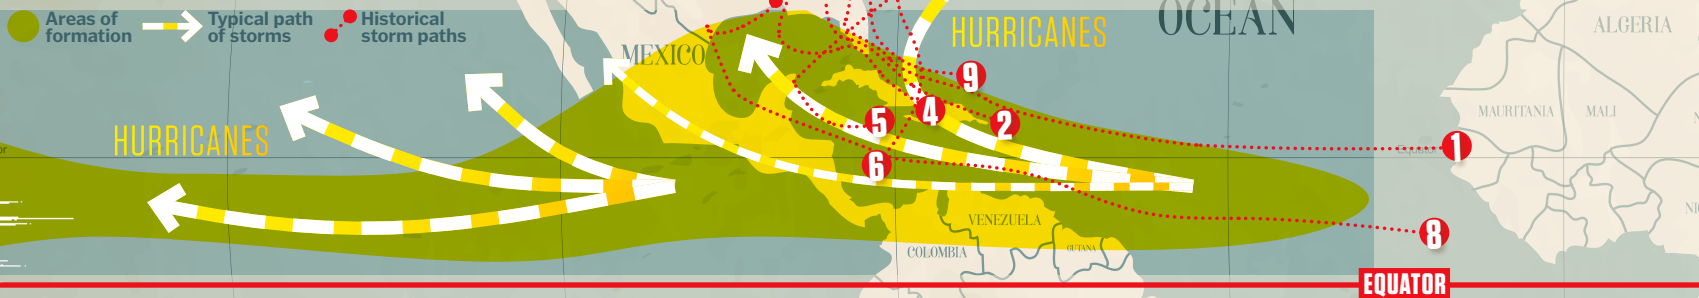 Areas of
formation
Typical path
of storms
Historical
storm paths
HURRICANES
MEXICO
HURRICANES
OCEAN
ALGERIA
MAURITANIA
MALI
9
5
4
2
1
6
8
VENEZUELA
COLOMBIA
GUYANA
EQUATOR